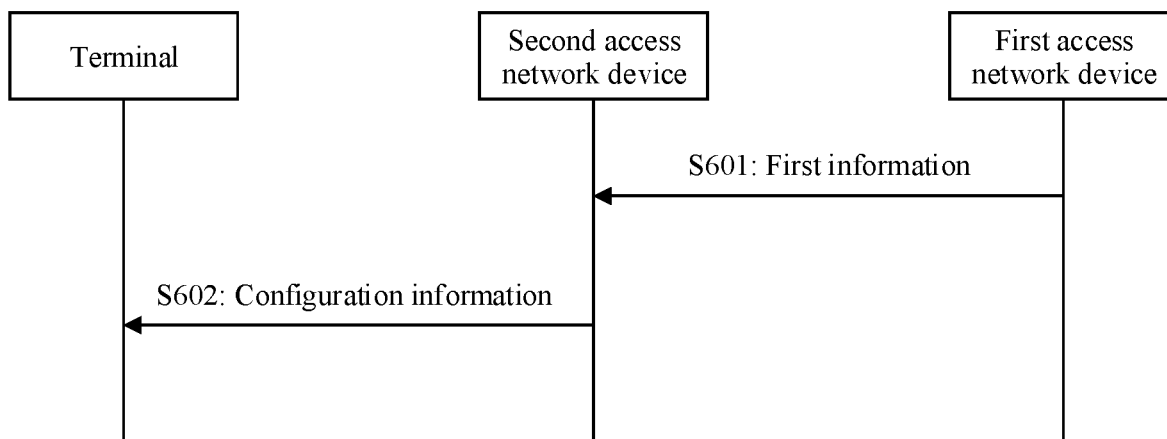 Terminal
Second access
network device
First access
network device
S601: First information
S602: Configuration information